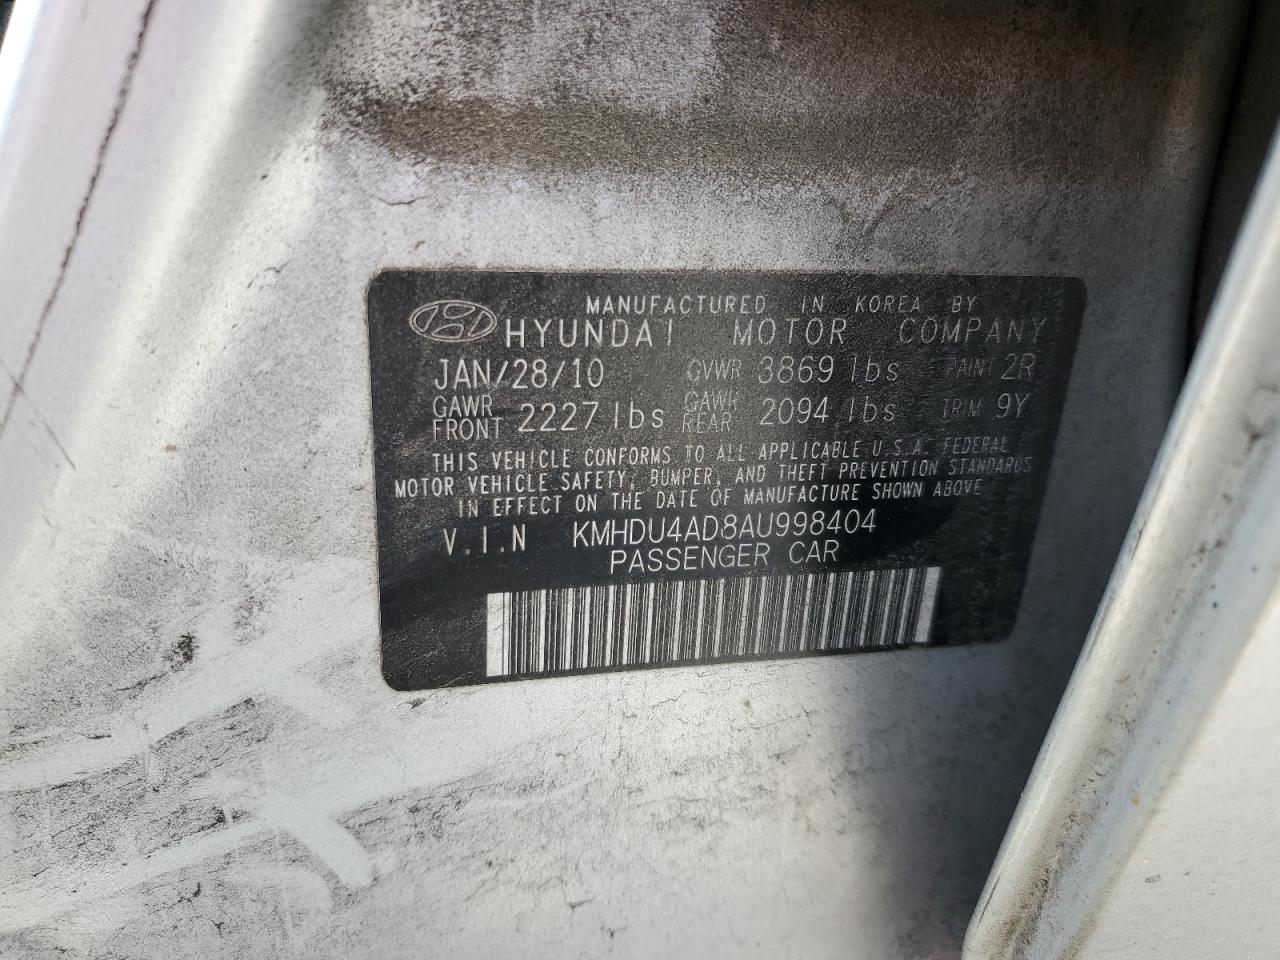 MANUFACTURED IN KOREA BY
HYUNDAI MOTOR COMPANY
JAN/28/10 GVWR 3869 lbs PAINT 2R
GAWR FRONT 2227 lbs GAWR REAR 2094 lbs TRIM 9Y
THIS VEHICLE CONFORMS TO ALL APPLICABLE U.S.A. FEDERAL
MOTOR VEHICLE SAFETY, BUMPER, AND THEFT PREVENTION STANDARDS
IN EFFECT ON THE DATE OF MANUFACTURE SHOWN ABOVE
V.I.N KMHDU4AD8AU998404
PASSENGER CAR